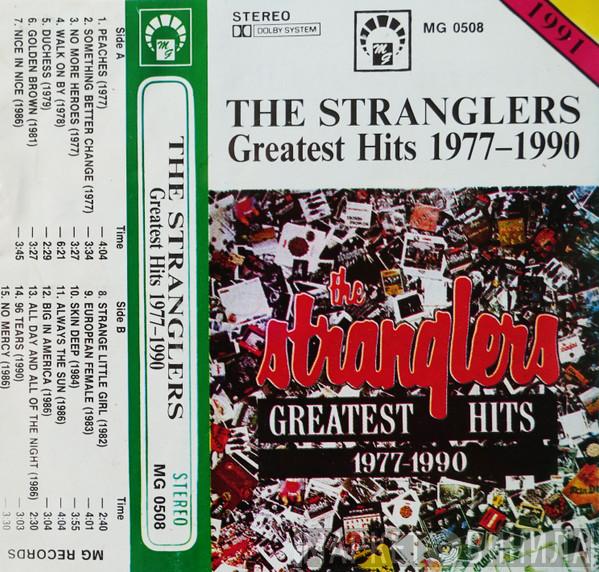 Side A
Time
1. PEACHES (1977) — 4:04
2. SOMETHING BETTER CHANGE (1977) — 3:34
3. NO MORE HEROES (1977) — 3:27
4. WALK ON BY (1978) — 6:21
5. DUCHESS (1979) — 2:29
6. GOLDEN BROWN (1981) — 3:27
7. NICE IN NICE (1986) — 3:45
Side B
Time
8. STRANGE LITTLE GIRL (1982) — 2:40
9. EUROPEAN FEMALE (1983) — 4:01
10. SKIN DEEP (1984) — 3:55
11. ALWAYS THE SUN (1986) — 4:04
12. BIG IN AMERICA (1986) — 3:11
13. ALL DAY AND ALL OF THE NIGHT (1986) — 2:30
14. 96 TEARS (1990) — 3:03
15. NO MERCY (1986) — 3:30
MG RECORDS
MG
THE STRANGLERS
Greatest Hits 1977–1990
STEREO
MG 0508
STEREO
DOLBY SYSTEM
MG
MG 0508
1991
THE STRANGLERS
Greatest Hits 1977–1990
the
stranglers
GREATEST HITS
1977-1990